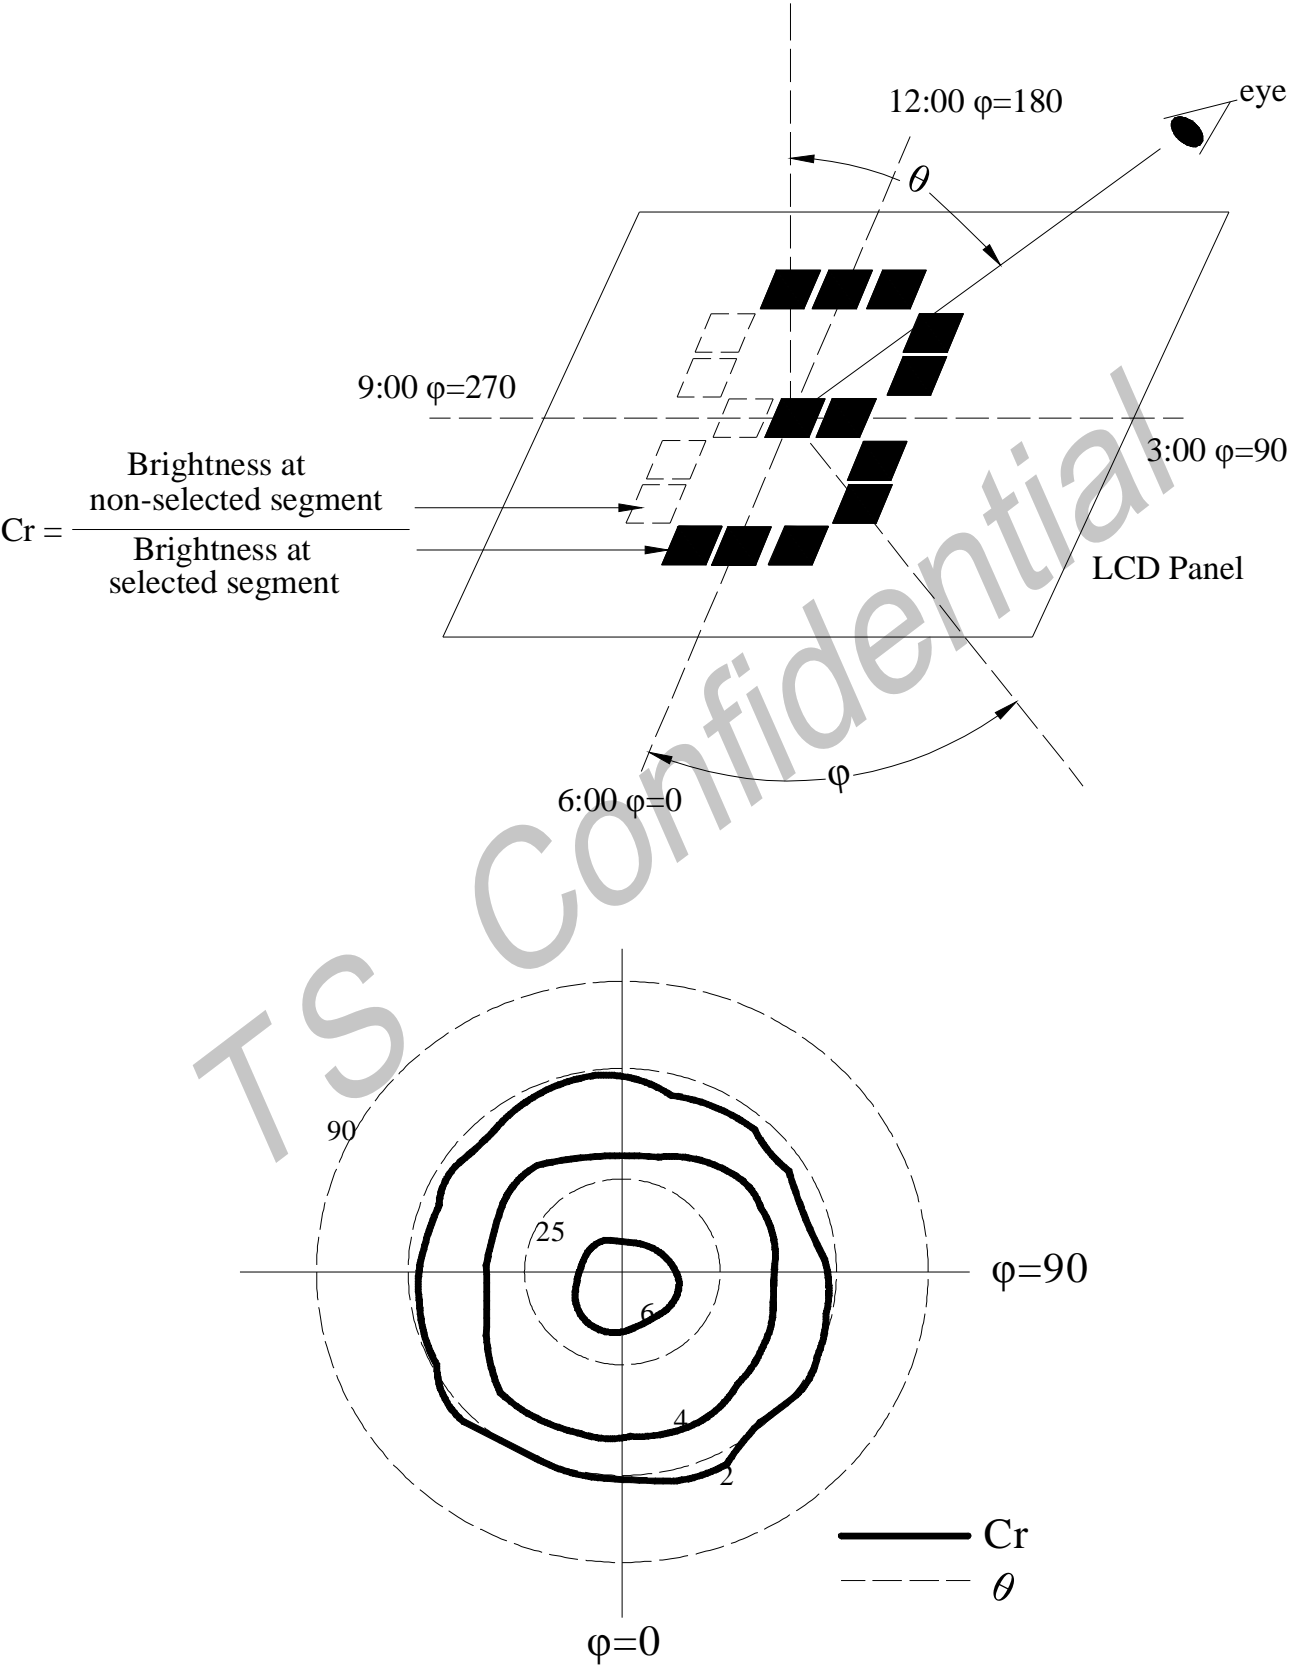 12:00 φ=180
eye
θ
9:00 φ=270
3:00 φ=90
Brightness at
non-selected segment
Cr =
Brightness at
selected segment
LCD Panel
φ
6:00 φ=0
TS Confidential
90
25
φ=90
6
4
2
Cr
θ
φ=0